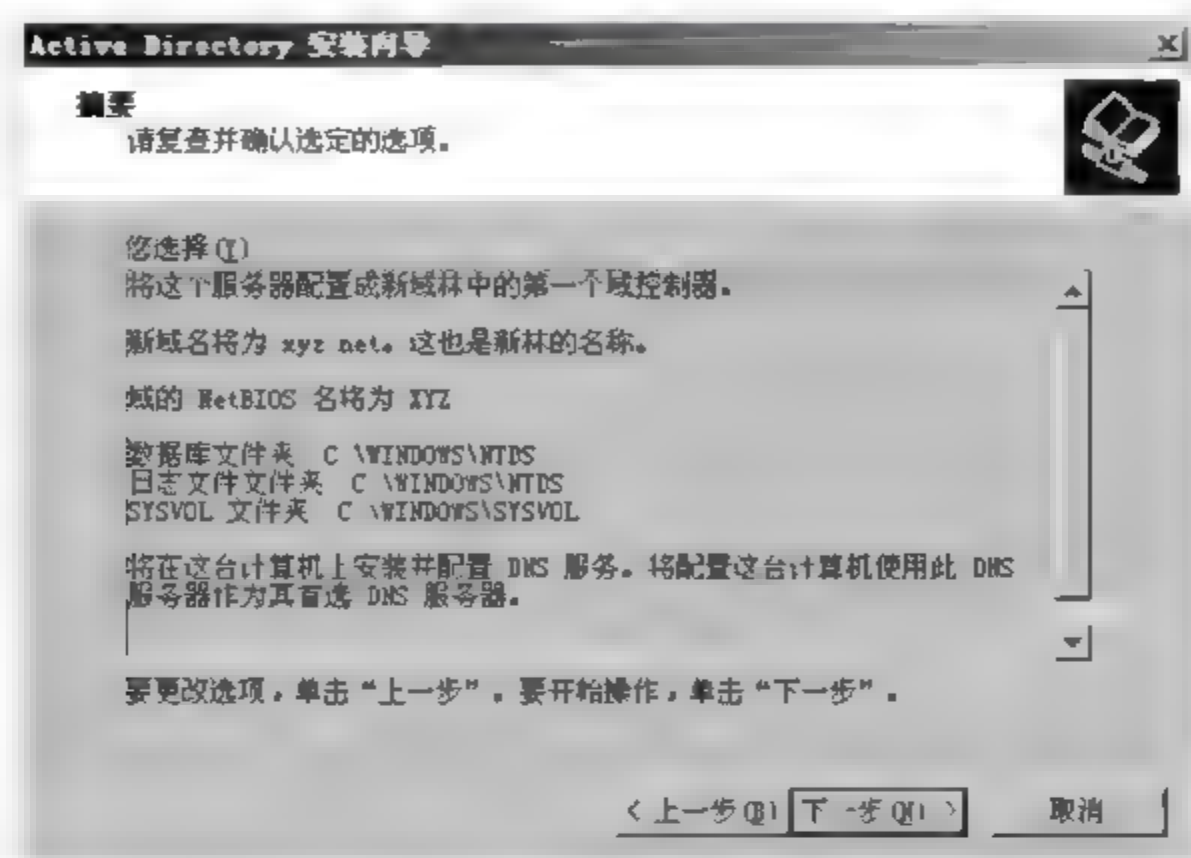 Active Directory 安装向导
摘要
请复查并确认选定的选项。
您选择(Y)
将这个服务器配置成新域林中的第一个域控制器。
新域名将为 xyz net。这也是新林的名称。
域的 NetBIOS 名将为 XYZ
数据库文件夹 C \WINDOWS\NTDS
日志文件文件夹 C \WINDOWS\NTDS
SYSVOL 文件夹 C \WINDOWS\SYSVOL
将在这台计算机上安装并配置 DNS 服务。将配置这台计算机使用此 DNS
服务器作为其首选 DNS 服务器。
要更改选项，单击“上一步”。要开始操作，单击“下一步”。
< 上一步(B) 下一步(N) > 取消